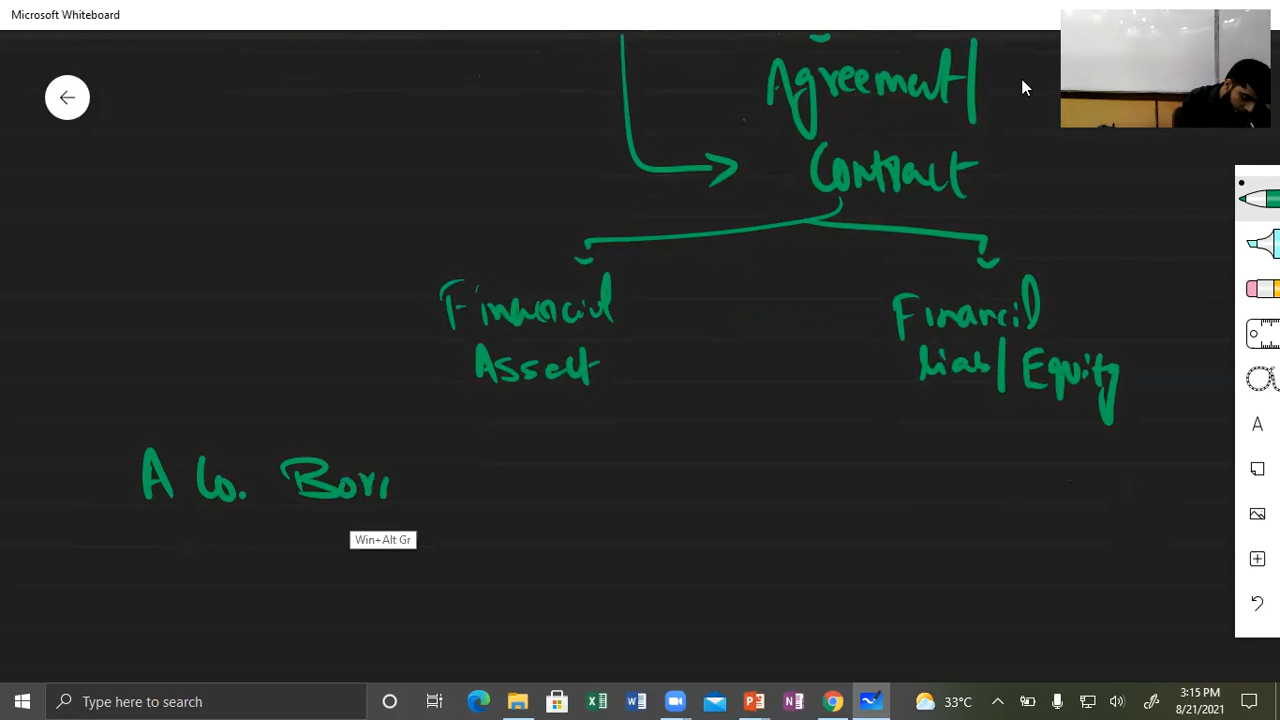 Microsoft Whiteboard
Agreement/
Contract
Financial
Asset
Financil
Liab/Equity
A Co. Borr
Win+Alt Gr
A
Type here to search
33°C
3:15 PM
8/21/2021